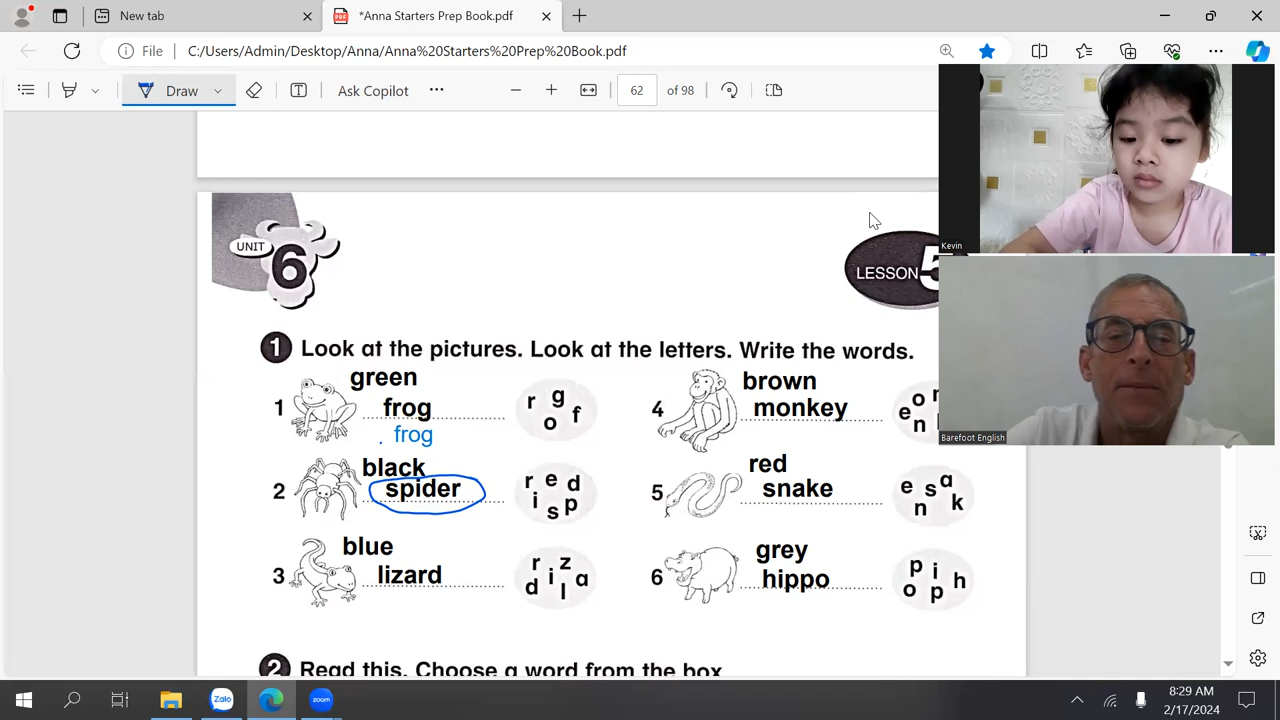 New tab
*Anna Starters Prep Book.pdf
File
C:/Users/Admin/Desktop/Anna/Anna%20Starters%20Prep%20Book.pdf
Draw
Ask Copilot
62 of 98
Kevin
Barefoot English
UNIT 6
LESSON 5
1 Look at the pictures. Look at the letters. Write the words.
green
1 frog r g o f
frog
black
2 spider r e d i s p
blue
3 lizard r z d i a l
brown
4 monkey o e n
red
5 snake e s a n k
grey
6 hippo p i h o p
2 Read this. Choose a word from the box
Zalo
zoom
8:29 AM
2/17/2024